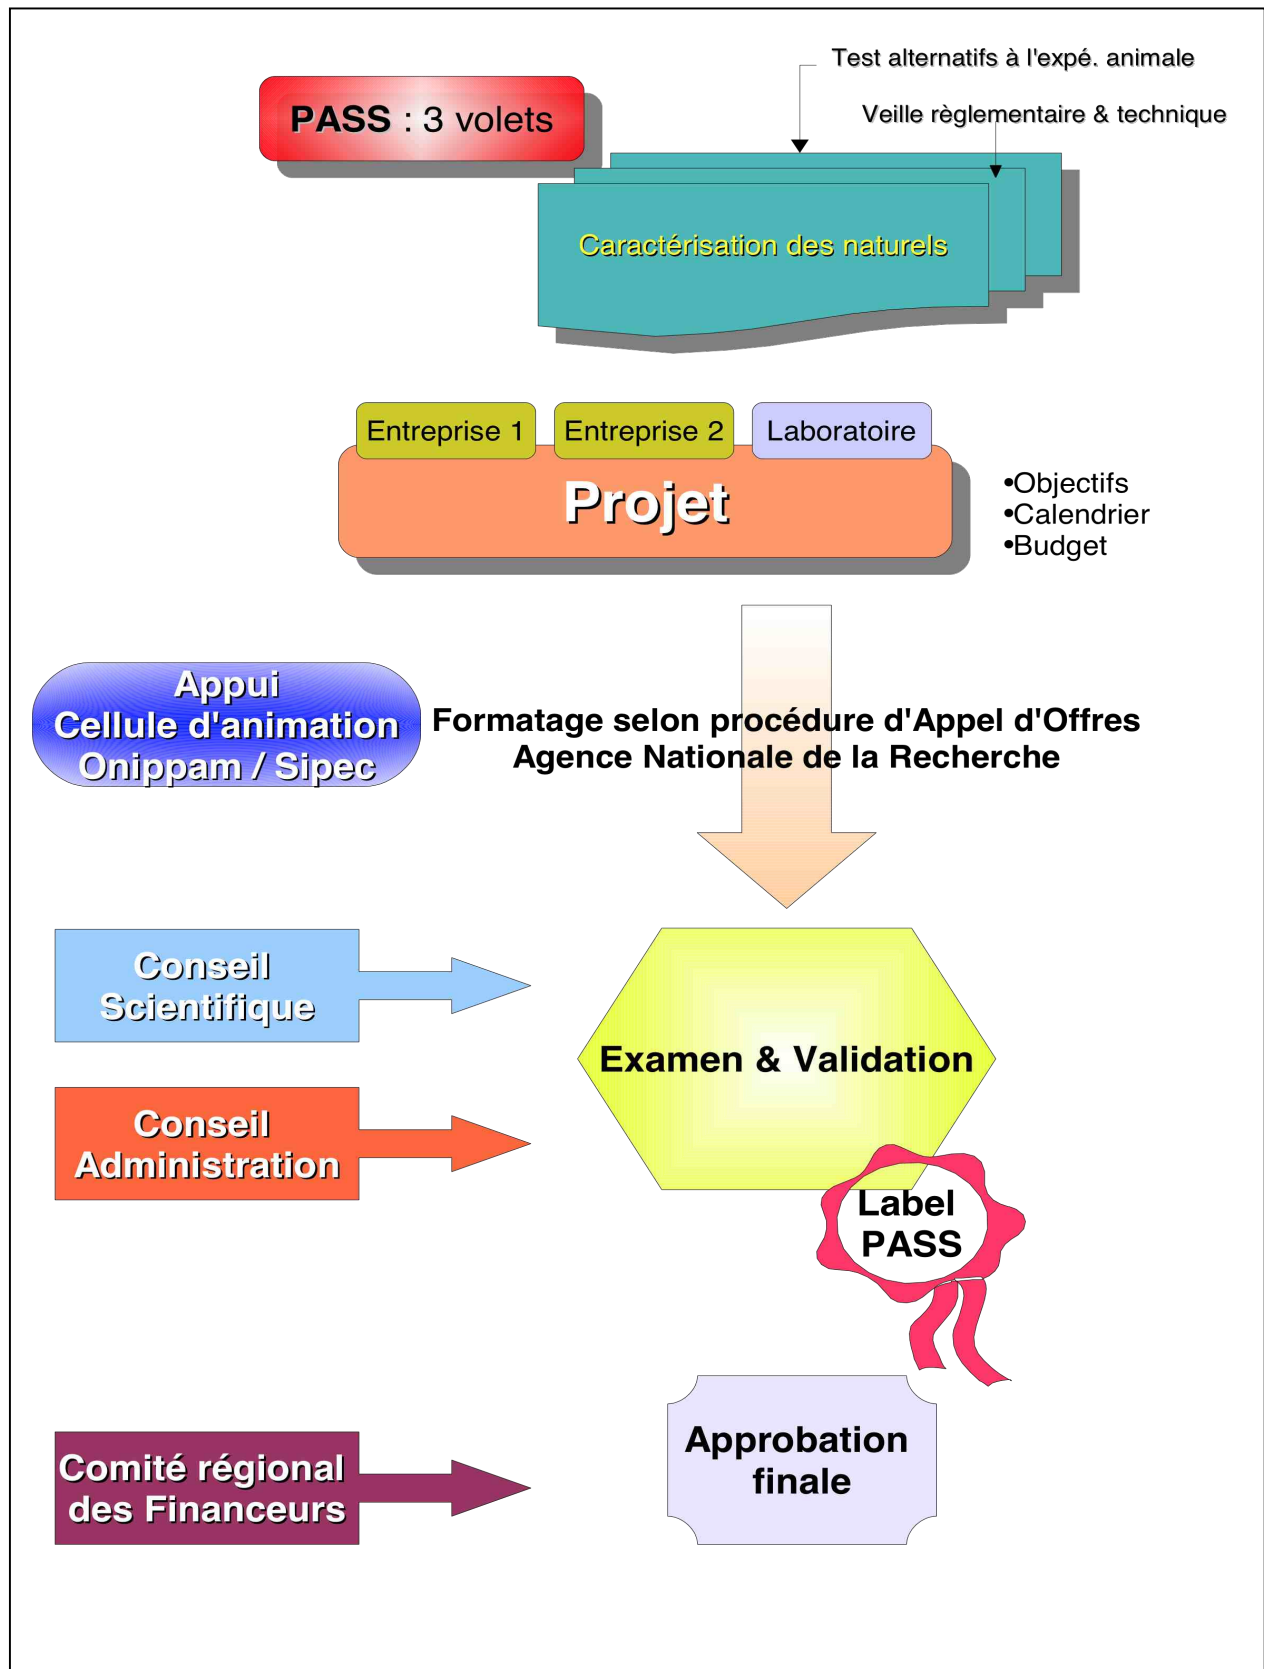 Test alternatifs à l'expé. animale
PASS : 3 volets
Veille règlementaire & technique
Caractérisation des naturels
Entreprise 1
Entreprise 2
Laboratoire
Projet
•Objectifs
•Calendrier
•Budget
Appui
Cellule d'animation
Onippam / Sipec
Formatage selon procédure d'Appel d'Offres
Agence Nationale de la Recherche
Conseil
Scientifique
Examen & Validation
Conseil
Administration
Label
PASS
Approbation
finale
Comité régional
des Financeurs